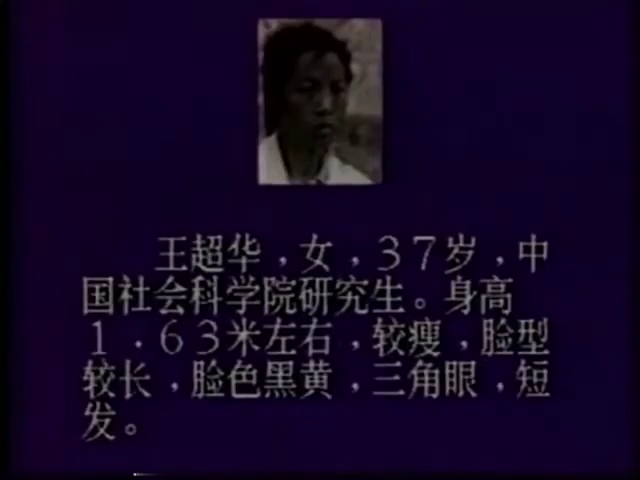 王超华,女,37岁,中
国社会科学院研究生。身高
1.63米左右,较瘦,脸型
较长,脸色黑黄,三角眼,短
发。